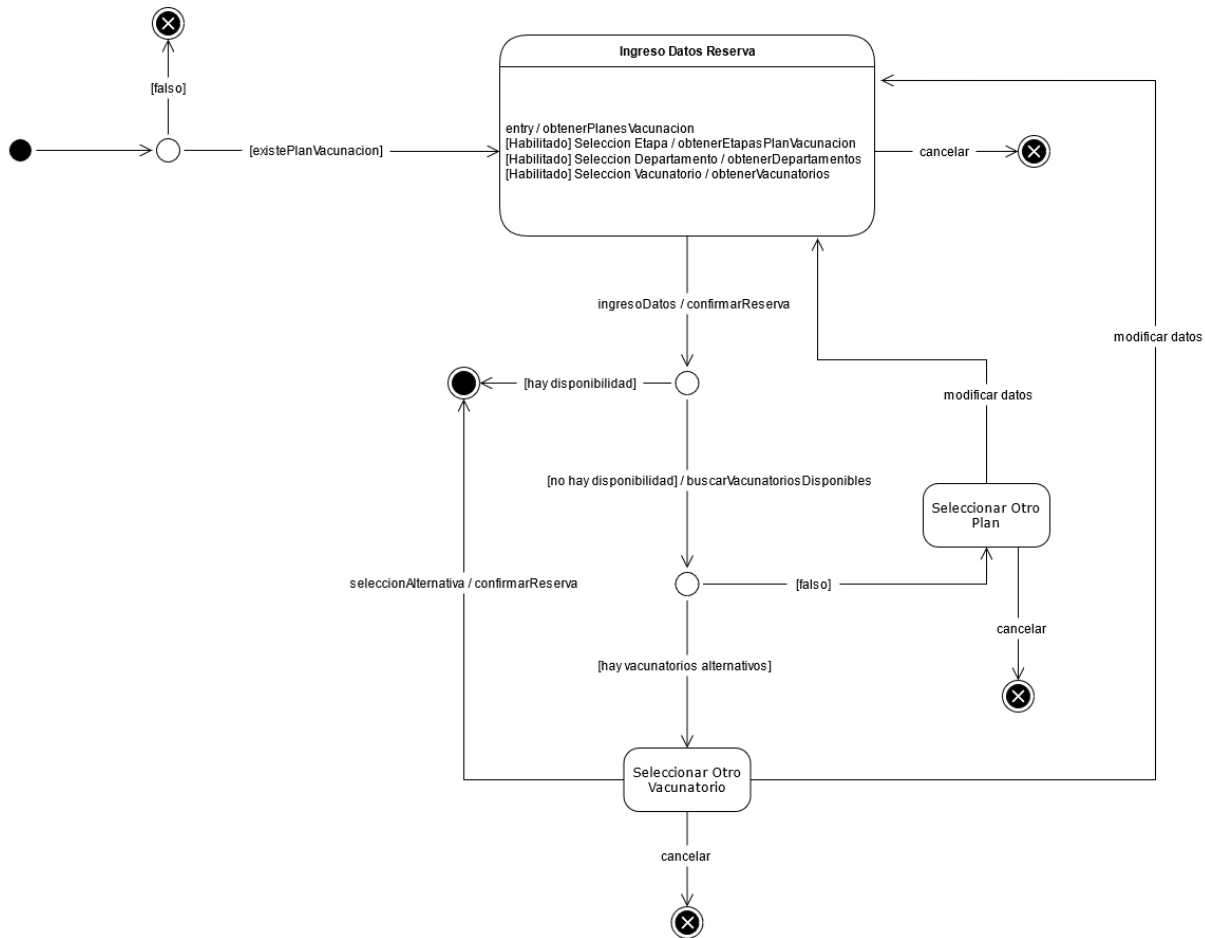 Ingreso Datos Reserva
[falso]
entry / obtenerPlanesVacunacion
[Habilitado] Seleccion Etapa / obtenerEtapasPlanVacunacion
[Habilitado] Seleccion Departamento / obtenerDepartamentos
[Habilitado] Seleccion Vacunatorio / obtenerVacunatorios
[existePlanVacunacion]
cancelar
ingresoDatos / confirmarReserva
modificar datos
[hay disponibilidad]
modificar datos
[no hay disponibilidad] / buscarVacunatoriosDisponibles
Seleccionar Otro
Plan
seleccionAlternativa / confirmarReserva
[falso]
cancelar
[hay vacunatorios alternativos]
Seleccionar Otro
Vacunatorio
cancelar